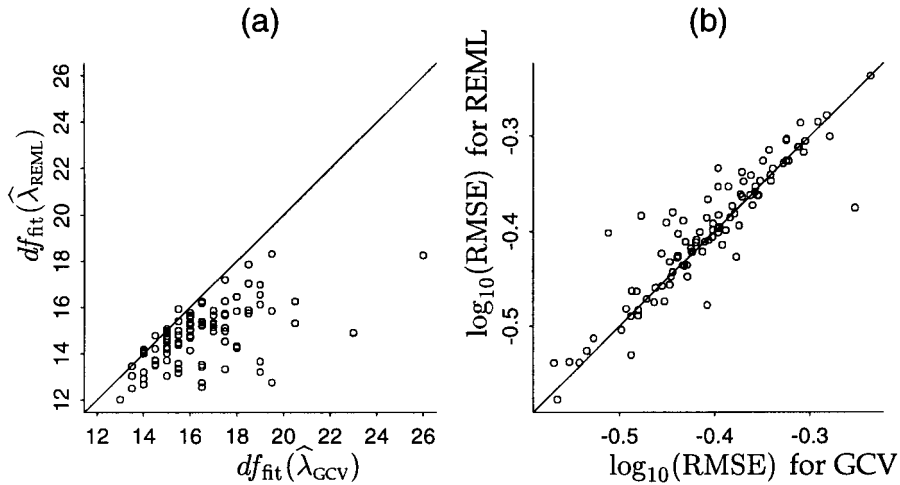 (a)
26
24
22
20
18
16
14
12
df_fit(λ̂_REML)
12 14 16 18 20 22 24 26
df_fit(λ̂_GCV)
(b)
-0.3
-0.4
-0.5
log₁₀(RMSE) for REML
-0.5 -0.4 -0.3
log₁₀(RMSE) for GCV